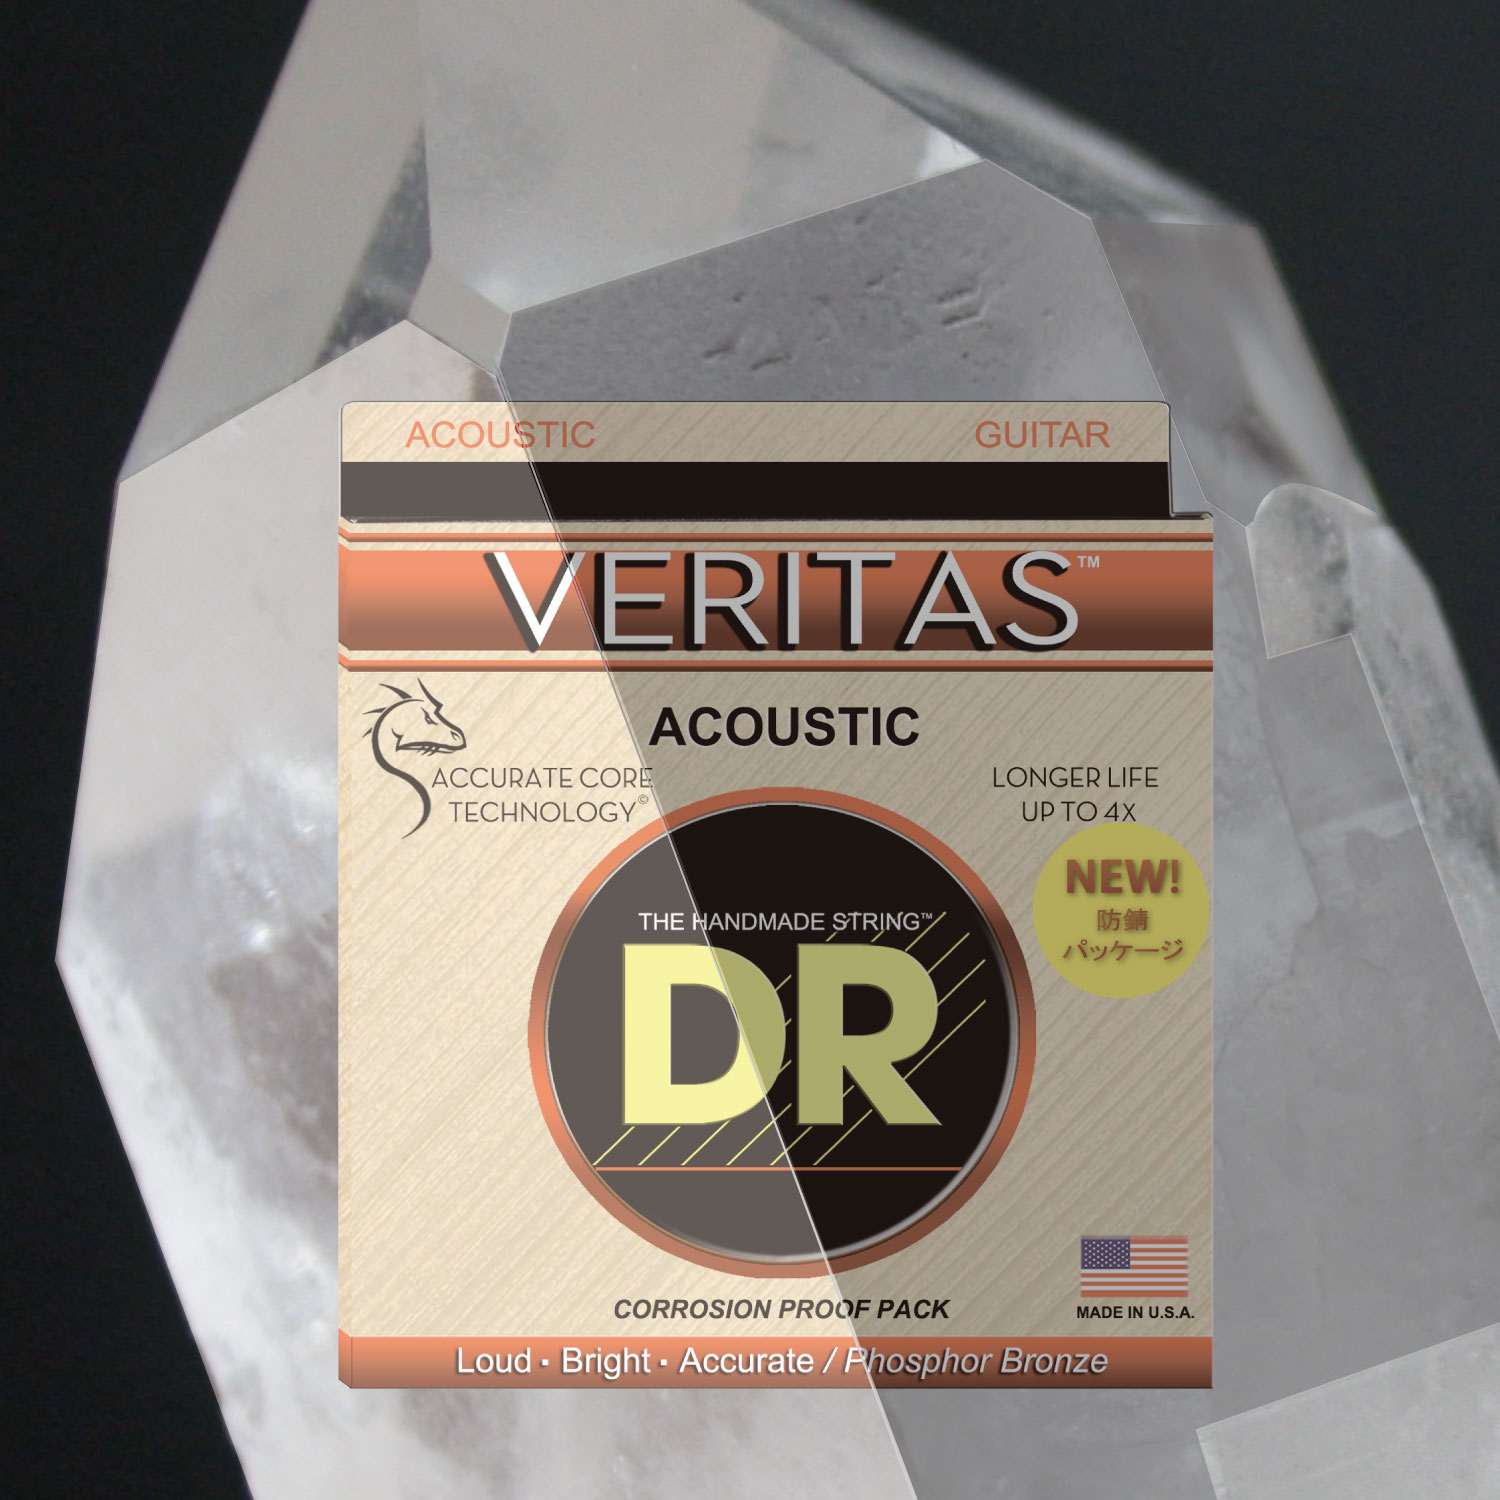 ACOUSTIC GUITAR
VERITAS™
ACOUSTIC
ACCURATE CORE
TECHNOLOGY©
LONGER LIFE
UP TO 4X
NEW!
防錆
パッケージ
THE HANDMADE STRING™
DR
CORROSION PROOF PACK
MADE IN U.S.A.
Loud · Bright · Accurate / Phosphor Bronze